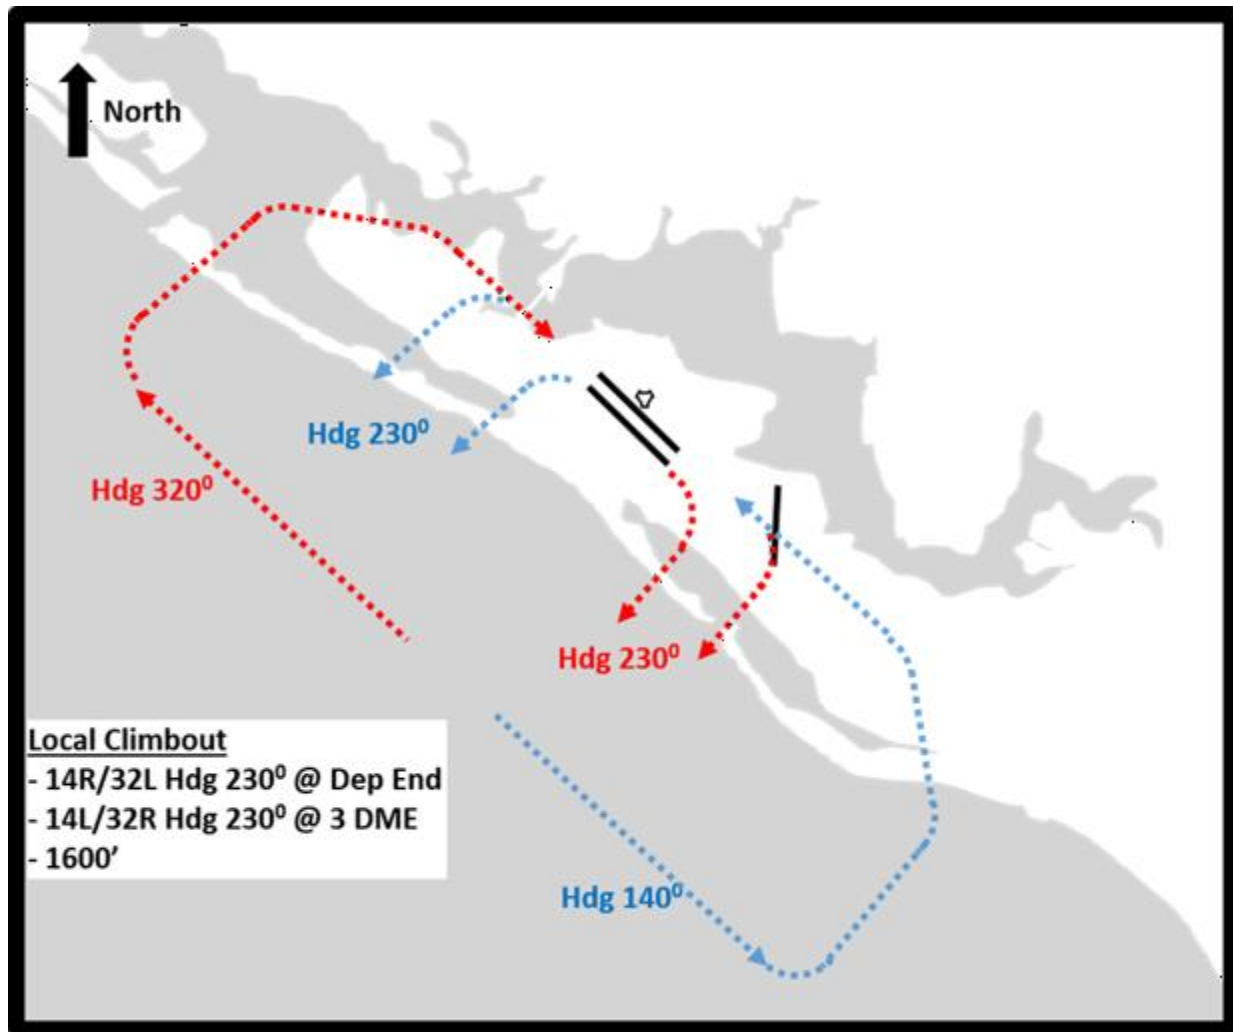 North
Hdg 230⁰
Hdg 320⁰
Hdg 230⁰
Local Climbout
- 14R/32L Hdg 230⁰ @ Dep End
- 14L/32R Hdg 230⁰ @ 3 DME
- 1600’
Hdg 140⁰